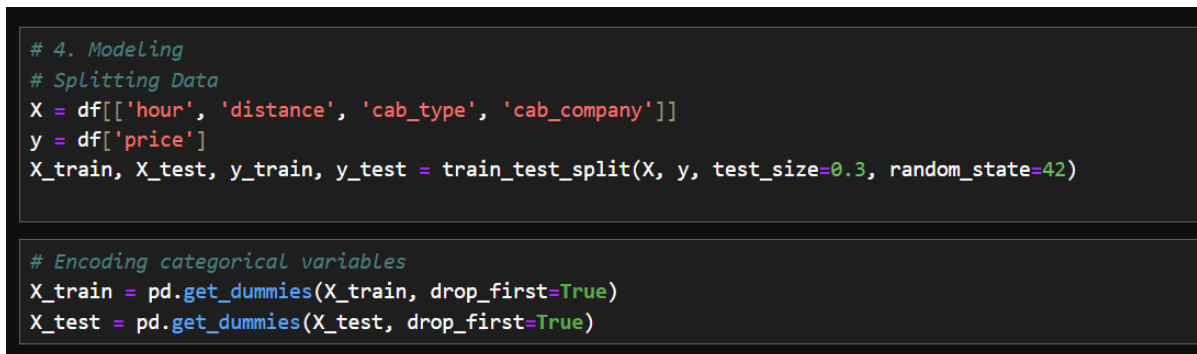 # 4. Modeling
# Splitting Data
X = df[['hour', 'distance', 'cab_type', 'cab_company']]
y = df['price']
X_train, X_test, y_train, y_test = train_test_split(X, y, test_size=0.3, random_state=42)
# Encoding categorical variables
X_train = pd.get_dummies(X_train, drop_first=True)
X_test = pd.get_dummies(X_test, drop_first=True)